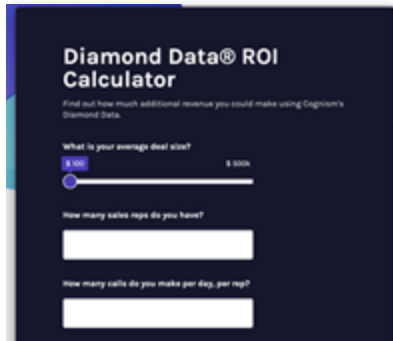 Diamond Data® ROI
Calculator
Find out how much additional revenue you could make using Cognism's
Diamond Data.
What is your average deal size?
$ 100
$ 500k
How many sales reps do you have?
How many calls do you make per day, per rep?